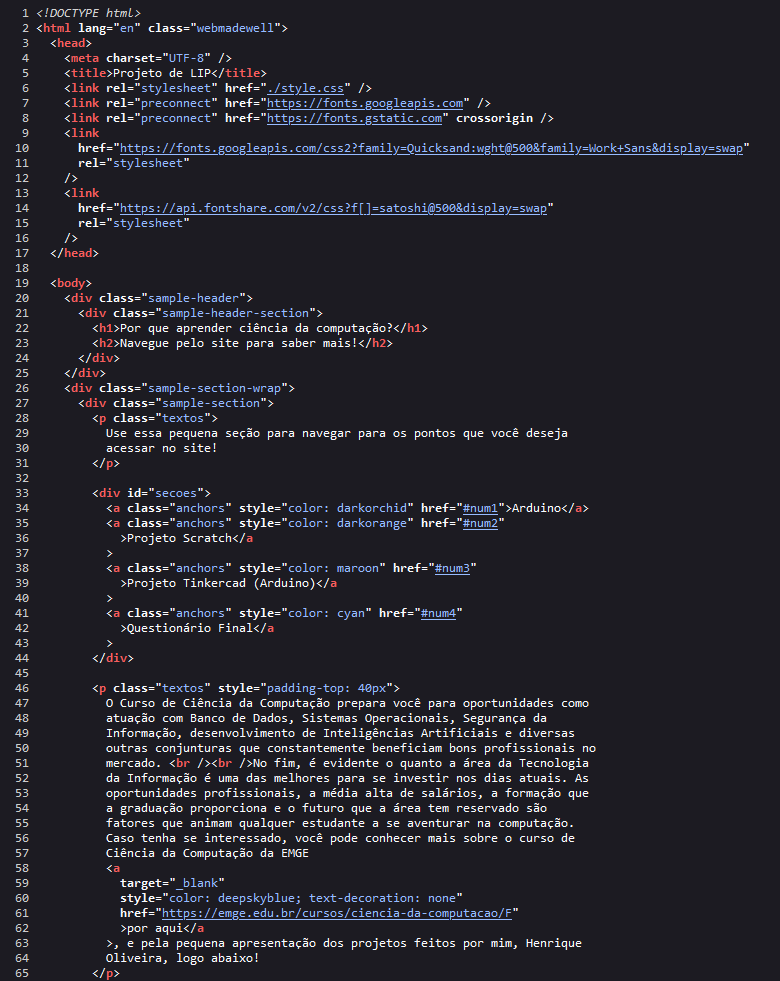 1 <!DOCTYPE html>
2 <html lang="en" class="webmadewell">
3 <head>
4 <meta charset="UTF-8" />
5 <title>Projeto de LIP</title>
6 <link rel="stylesheet" href="./style.css" />
7 <link rel="preconnect" href="https://fonts.googleapis.com" />
8 <link rel="preconnect" href="https://fonts.gstatic.com" crossorigin />
9 <link
10 href="https://fonts.googleapis.com/css2?family=Quicksand:wght@500&family=Work+Sans&display=swap"
11 rel="stylesheet"
12 />
13 <link
14 href="https://api.fontshare.com/v2/css?f[]=satoshi@500&display=swap"
15 rel="stylesheet"
16 />
17 </head>
18
19 <body>
20 <div class="sample-header">
21 <div class="sample-header-section">
22 <h1>Por que aprender ciência da computação?</h1>
23 <h2>Navegue pelo site para saber mais!</h2>
24 </div>
25 </div>
26 <div class="sample-section-wrap">
27 <div class="sample-section">
28 <p class="textos">
29 Use essa pequena seção para navegar para os pontos que você deseja
30 acessar no site!
31 </p>
32
33 <div id="secoes">
34 <a class="anchors" style="color: darkorchid" href="#num1">Arduino</a>
35 <a class="anchors" style="color: darkorange" href="#num2"
36 >Projeto Scratch</a
37 >
38 <a class="anchors" style="color: maroon" href="#num3"
39 >Projeto Tinkercad (Arduino)</a
40 >
41 <a class="anchors" style="color: cyan" href="#num4"
42 >Questionário Final</a
43 >
44 </div>
45
46 <p class="textos" style="padding-top: 40px">
47 O Curso de Ciência da Computação prepara você para oportunidades como
48 atuação com Banco de Dados, Sistemas Operacionais, Segurança da
49 Informação, desenvolvimento de Inteligências Artificiais e diversas
50 outras conjunturas que constantemente beneficiam bons profissionais no
51 mercado. <br /><br />No fim, é evidente o quanto a área da Tecnologia
52 da Informação é uma das melhores para se investir nos dias atuais. As
53 oportunidades profissionais, a média alta de salários, a formação que
54 a graduação proporciona e o futuro que a área tem reservado são
55 fatores que animam qualquer estudante a se aventurar na computação.
56 Caso tenha se interessado, você pode conhecer mais sobre o curso de
57 Ciência da Computação da EMGE
58 <a
59 target="_blank"
60 style="color: deepskyblue; text-decoration: none"
61 href="https://emge.edu.br/cursos/ciencia-da-computacao/F"
62 >por aqui</a
63 >, e pela pequena apresentação dos projetos feitos por mim, Henrique
64 Oliveira, logo abaixo!
65 </p>